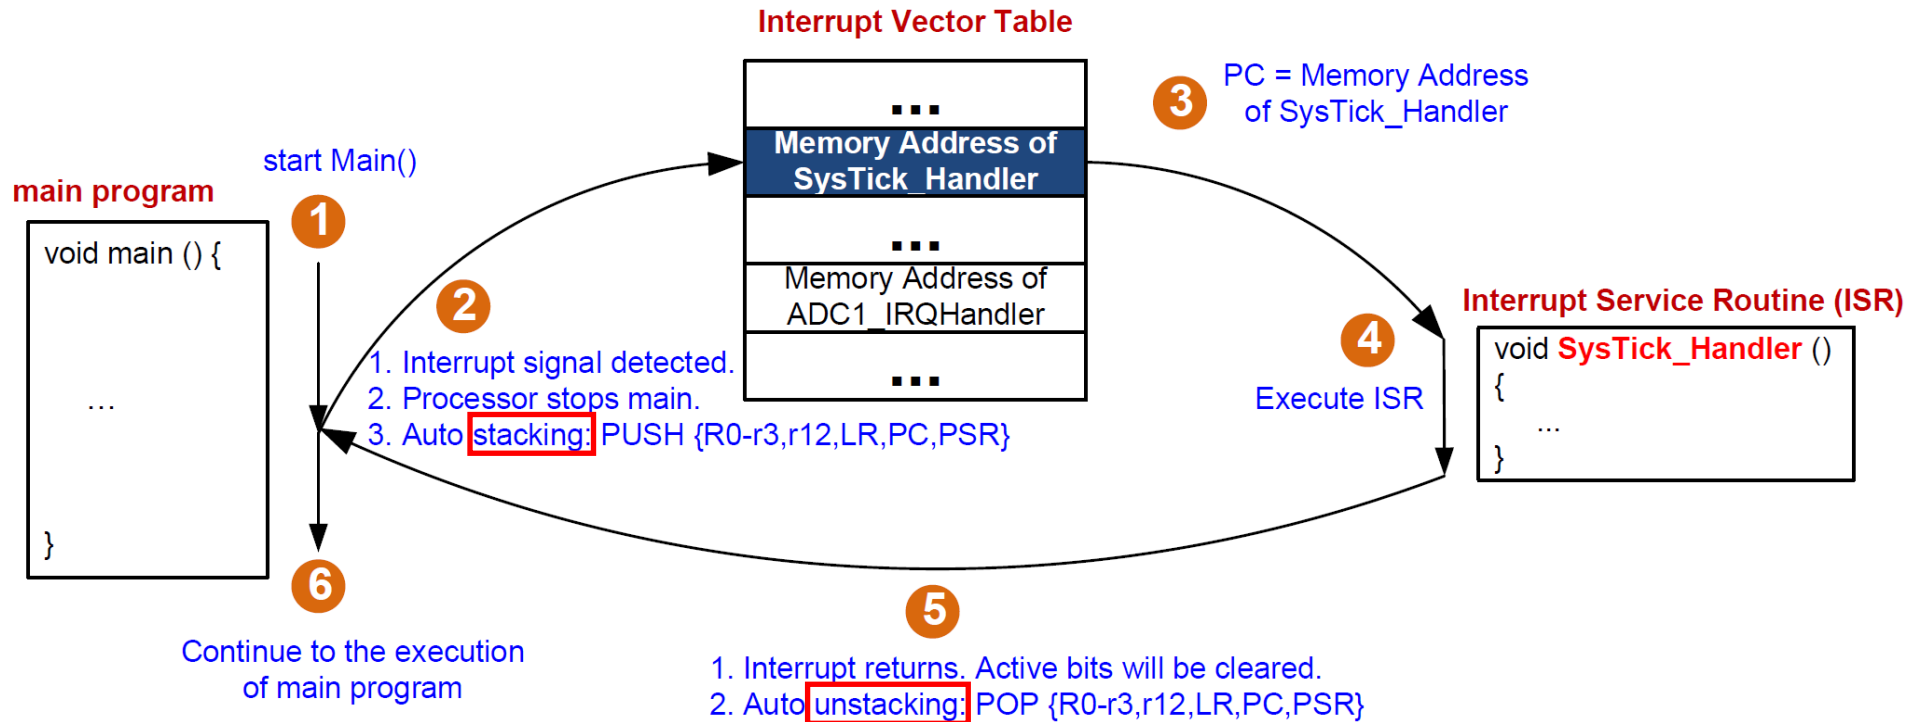 Interrupt Vector Table
...
Memory Address of
SysTick_Handler
...
Memory Address of
ADC1_IRQHandler
...
3
PC = Memory Address
of SysTick_Handler
start Main()
main program
1
void main () {
...
}
2
1. Interrupt signal detected.
2. Processor stops main.
3. Auto stacking: PUSH {R0-r3,r12,LR,PC,PSR}
4
Execute ISR
Interrupt Service Routine (ISR)
void SysTick_Handler ()
{
...
}
5
1. Interrupt returns. Active bits will be cleared.
2. Auto unstacking: POP {R0-r3,r12,LR,PC,PSR}
6
Continue to the execution
of main program